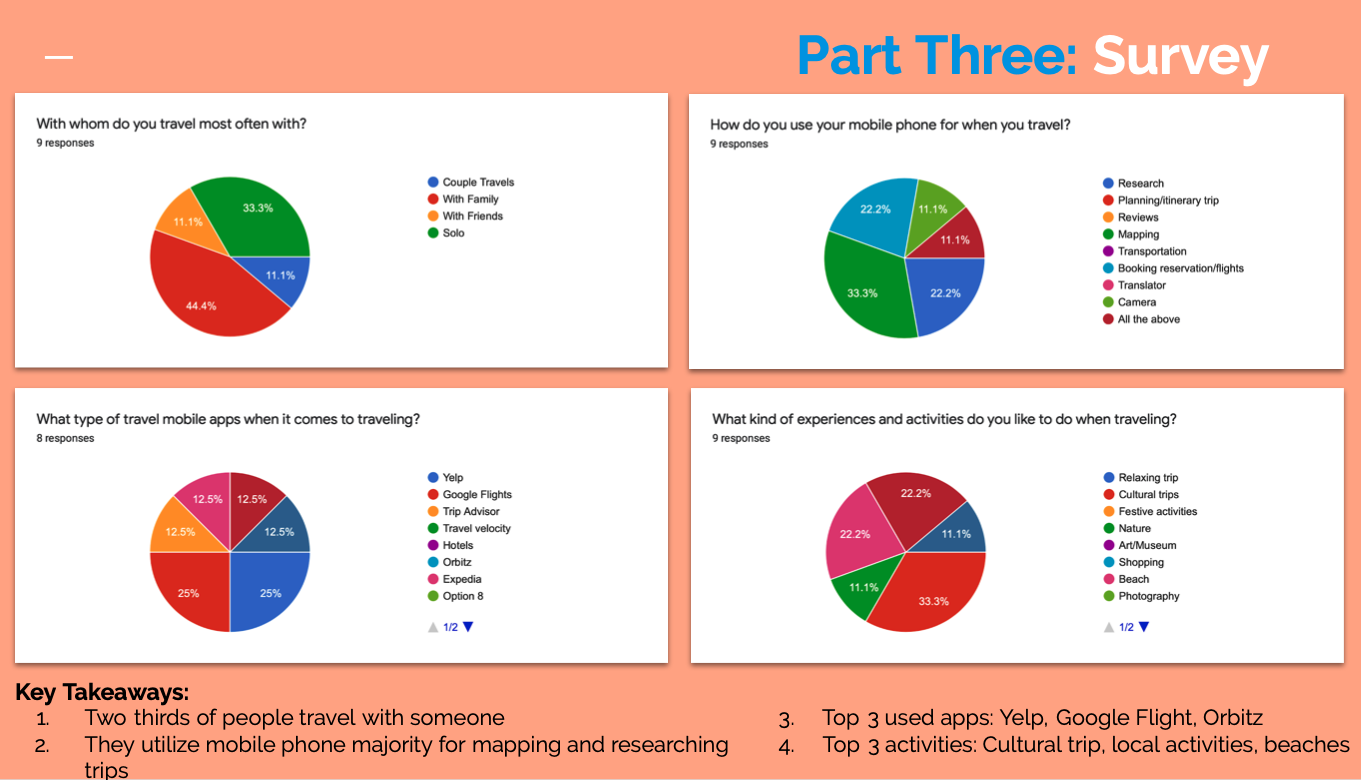 Part Three: Survey
With whom do you travel most often with?
9 responses
33.3%
11.1%
11.1%
44.4%
Couple Travels
With Family
With Friends
Solo
How do you use your mobile phone for when you travel?
9 responses
22.2%
11.1%
11.1%
33.3%
22.2%
Research
Planning/itinerary trip
Reviews
Mapping
Transportation
Booking reservation/flights
Translator
Camera
All the above
What type of travel mobile apps when it comes to traveling?
8 responses
12.5%
12.5%
12.5%
12.5%
25%
25%
Yelp
Google Flights
Trip Advisor
Travel velocity
Hotels
Orbitz
Expedia
Option 8
1/2
What kind of experiences and activities do you like to do when traveling?
9 responses
22.2%
22.2%
11.1%
11.1%
33.3%
Relaxing trip
Cultural trips
Festive activities
Nature
Art/Museum
Shopping
Beach
Photography
1/2
Key Takeaways:
1. Two thirds of people travel with someone
2. They utilize mobile phone majority for mapping and researching
trips
3. Top 3 used apps: Yelp, Google Flight, Orbitz
4. Top 3 activities: Cultural trip, local activities, beaches